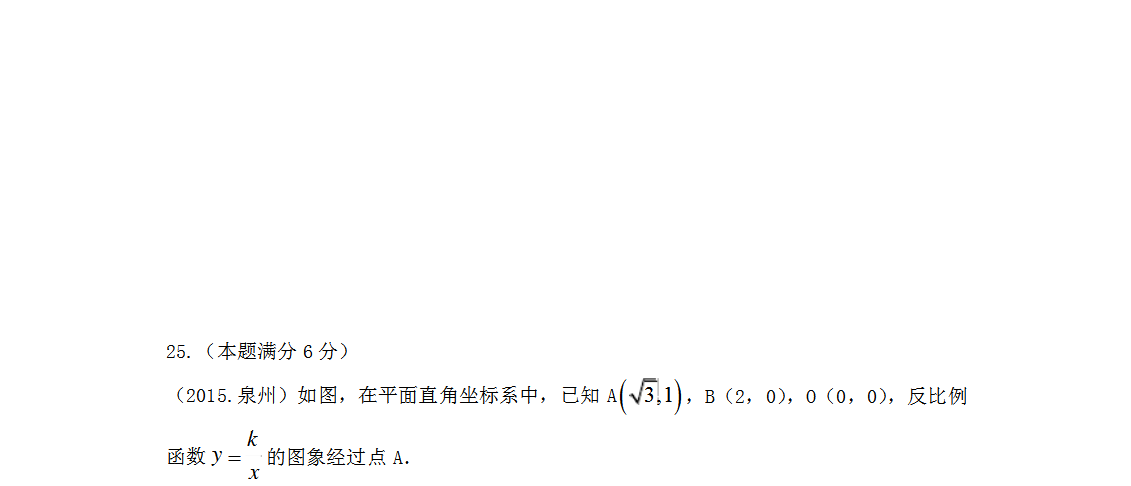 25.（本题满分 6 分）
（2015.泉州）如图，在平面直角坐标系中，已知 A(√3,1)，B（2，0），O（0，0），反比例
函数 y = k/x 的图象经过点 A.